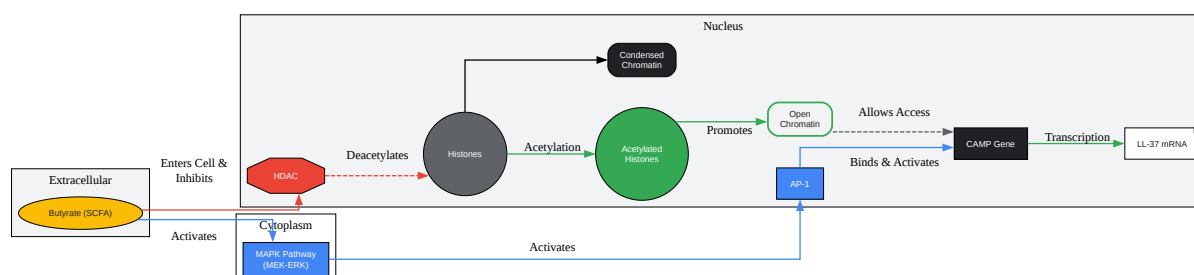 Nucleus
Condensed
Chromatin
Open
Chromatin
Allows Access
Promotes
Acetylated
Histones
Acetylation
Histones
Deacetylates
HDAC
Enters Cell &
Inhibits
Extracellular
Butyrate (SCFA)
Activates
Cytoplasm
MAPK Pathway
(MEK-ERK)
Activates
AP-1
Binds & Activates
CAMP Gene
Transcription
LL-37 mRNA